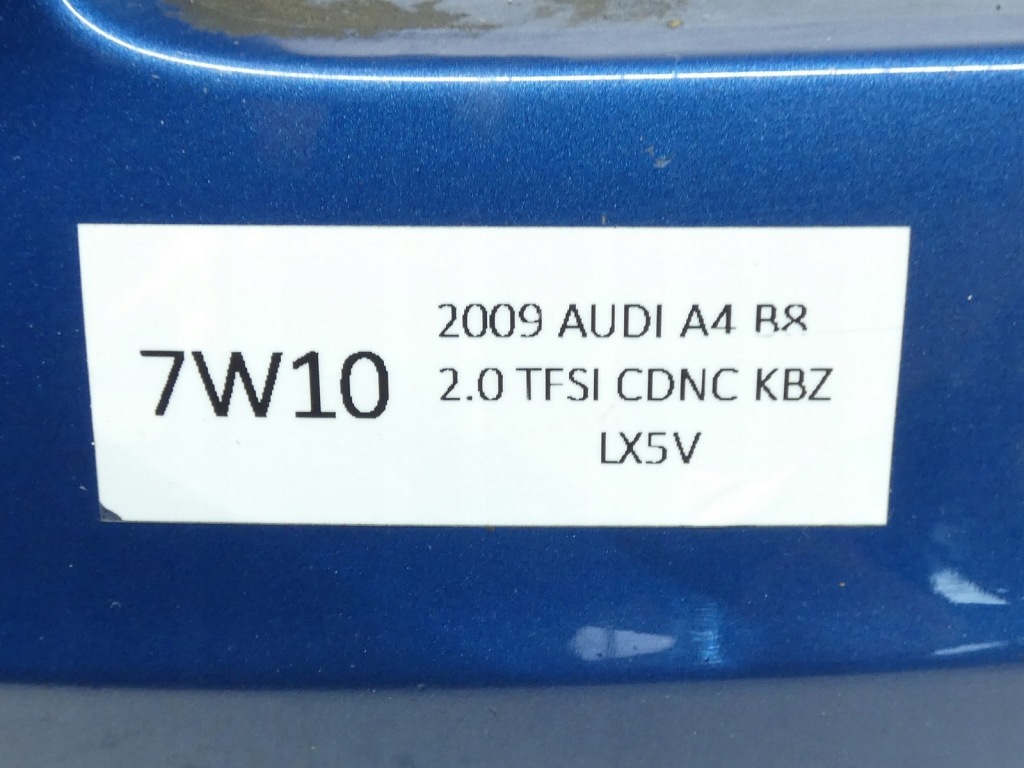 7W10
2009 AUDI A4 B8
2.0 TFSI CDNC KBZ
LX5V